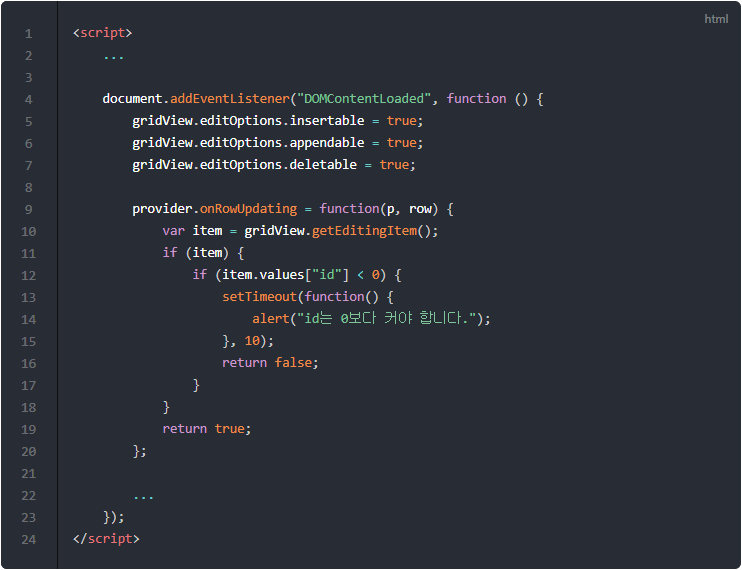 html
1 <script>
2     ...
3
4     document.addEventListener("DOMContentLoaded", function () {
5         gridView.editOptions.insertable = true;
6         gridView.editOptions.appendable = true;
7         gridView.editOptions.deletable = true;
8
9         provider.onRowUpdating = function(p, row) {
10             var item = gridView.getEditingItem();
11             if (item) {
12                 if (item.values["id"] < 0) {
13                     setTimeout(function() {
14                         alert("id는 0보다 커야 합니다.");
15                     }, 10);
16                     return false;
17                 }
18             }
19             return true;
20         };
21
22         ...
23     });
24 </script>